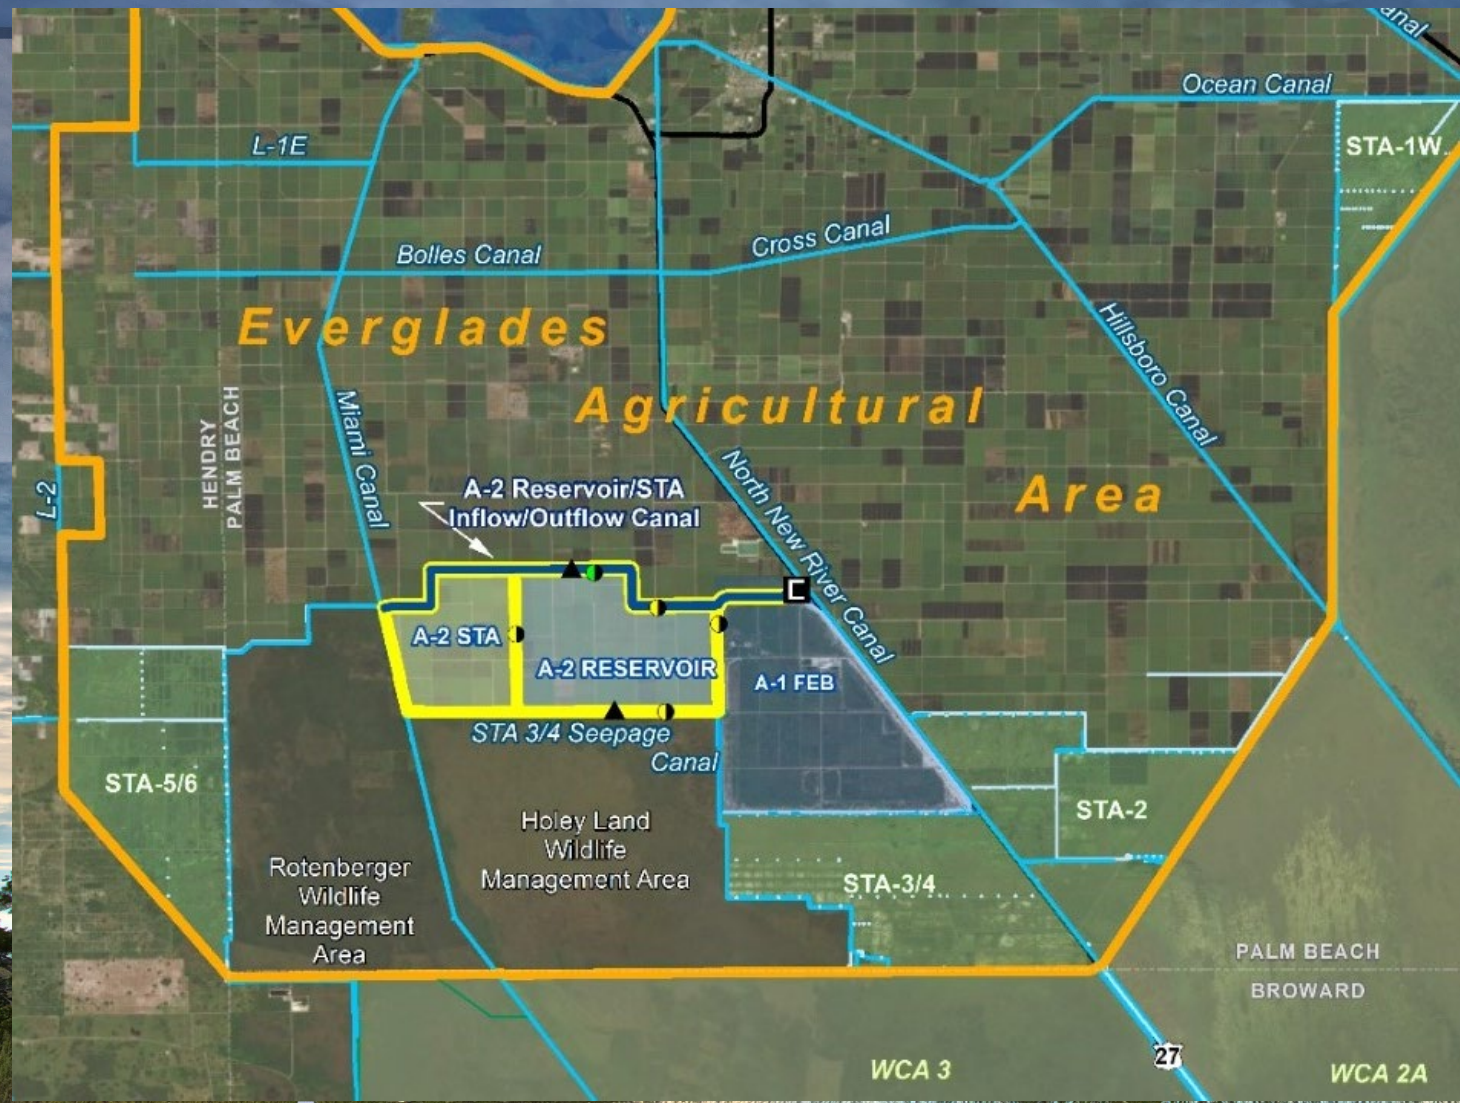 anal
Ocean Canal
L-1E
STA-1W
Cross Canal
Bolles Canal
Everglades
Hillsboro Canal
Agricultural
HENDRY
PALM BEACH
Miami Canal
L-2
North New River Canal
A-2 Reservoir/STA
Inflow/Outflow Canal
Area
C
A-2 STA
A-2 RESERVOIR
A-1 FEB
STA 3/4 Seepage
Canal
STA-5/6
STA-2
Holey Land
Wildlife
Management Area
Rotenberger
Wildlife
Management
Area
STA-3/4
PALM BEACH
BROWARD
27
WCA 3
WCA 2A